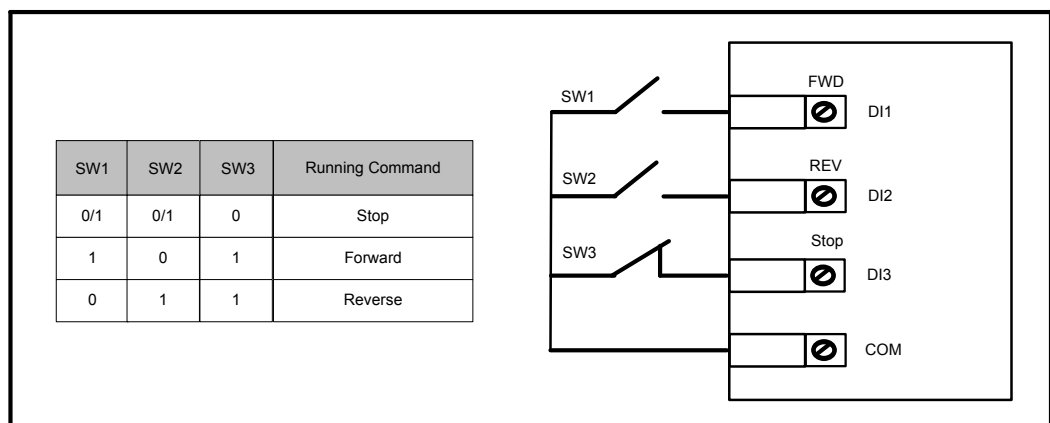 SW1 SW2 SW3 Running Command
0/1 0/1 0 Stop
1 0 1 Forward
0 1 1 Reverse
FWD
SW1 DI1
REV
SW2 DI2
Stop
SW3 DI3
COM